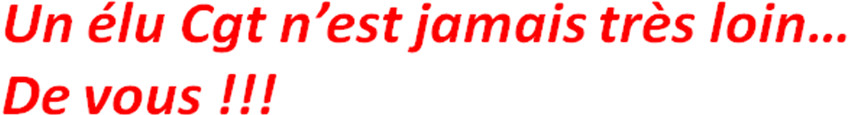 Un élu Cgt n’est jamais très loin…
De vous !!!